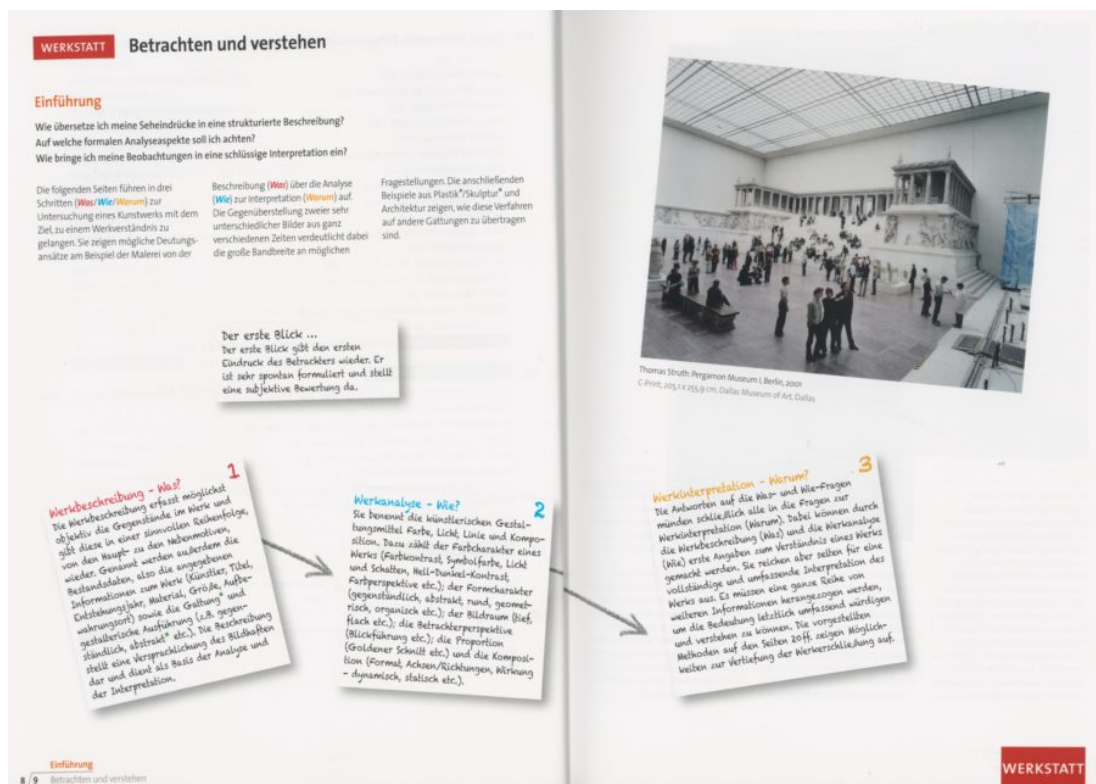 WERKSTATT Betrachten und verstehen
Einführung
Wie übersetze ich meine Seheindrücke in eine strukturierte Beschreibung?
Auf welche formalen Analyseaspekte soll ich achten?
Wie bringe ich meine Beobachtungen in eine schlüssige Interpretation ein?
Die folgenden Seiten führen in drei
Schritten (Was/Wie/Warum) zur
Untersuchung eines Kunstwerks mit dem
Ziel, zu einem Werkverständnis zu
gelangen. Sie zeigen mögliche Deutungs-
ansätze am Beispiel der Malerei von der
Beschreibung (Was) über die Analyse
(Wie) zur Interpretation (Warum) auf.
Die Gegenüberstellung zweier sehr
unterschiedlicher Bilder aus ganz
verschiedenen Zeiten verdeutlicht dabei
die große Bandbreite an möglichen
Fragestellungen. Die anschließenden
Beispiele aus Plastik*/Skulptur* und
Architektur zeigen, wie diese Verfahren
auf andere Gattungen zu übertragen
sind.
Der erste Blick ...
Der erste Blick gibt den ersten
Eindruck des Betrachters wieder. Er
ist sehr spontan formuliert und stellt
eine subjektive Bewertung da.
1
Werkbeschreibung - Was?
Die Werkbeschreibung erfasst möglichst
objektiv die Gegenstände im Werk und
gibt diese in einer sinnvollen Reihenfolge,
von den Haupt- zu den Nebenmotiven,
wieder. Genannt werden außerdem die
Bestandsdaten, also die angegebenen
Informationen zum Werk (Künstler, Titel,
Entstehungsjahr, Material, Größe, Aufbe-
wahrungsort) sowie die Gattung* und
gestalterische Ausführung (z.B. gegen-
ständlich, abstrakt* etc.). Die Beschreibung
stellt eine Versprachlichung des Bildhaften
dar und dient als Basis der Analyse und
der Interpretation.
2
Werkanalyse - Wie?
Sie benennt die künstlerischen Gestal-
tungsmittel Farbe, Licht, Linie und Kompo-
sition. Dazu zählt der Farbcharakter eines
Werks (Farbkontrast, Symbolfarbe, Licht
und Schatten, Hell-Dunkel-Kontrast,
Farbperspektive etc.); der Formcharakter
(gegenständlich, abstrakt, rund, geomet-
risch, organisch etc.); der Bildraum (tief,
flach etc.); die Betrachterperspektive
(Blickführung etc.); die Proportion
(Goldener Schnitt etc.) und die Komposi-
tion (Format, Achsen/Richtungen, Wirkung
- dynamisch, statisch etc.).
Einführung
8/9 Betrachten und verstehen
Thomas Struth: Pergamon Museum I, Berlin, 2001
C-Print, 205,1 x 255,9 cm, Dallas Museum of Art, Dallas
3
Werkinterpretation - Warum?
Die Antworten auf die Was- und Wie-Fragen
münden schließlich alle in die Fragen zur
Werkinterpretation (Warum). Dabei können durch
die Werkbeschreibung (Was) und die Werkanalyse
(Wie) erste Angaben zum Verständnis eines Werks
gemacht werden. Sie reichen aber selten für eine
vollständige und umfassende Interpretation des
Werks aus. Es müssen eine ganze Reihe von
weiteren Informationen herangezogen werden,
um die Bedeutung letztlich umfassend würdigen
und verstehen zu können. Die vorgestellten
Methoden auf den Seiten 20ff. zeigen Möglich-
keiten zur Vertiefung der Werkerschließung auf.
WERKSTATT